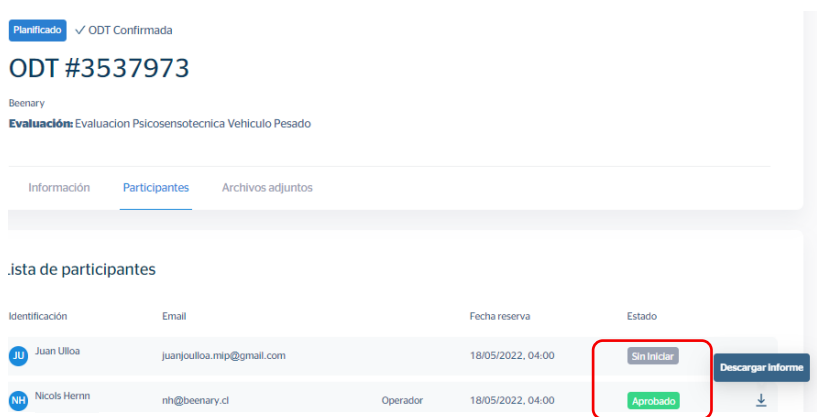 Planificado ✓ ODT Confirmada
ODT #3537973
Beenary
Evaluación: Evaluacion Psicosensotecnica Vehiculo Pesado
Información Participantes Archivos adjuntos
ista de participantes
Identificación Email Fecha reserva Estado
JU Juan Ulloa juanjoulloa.mip@gmail.com 18/05/2022, 04:00 Sin Iniciar
Descargar Informe
NH Nicols Hernn nh@beenary.cl Operador 18/05/2022, 04:00 Aprobado